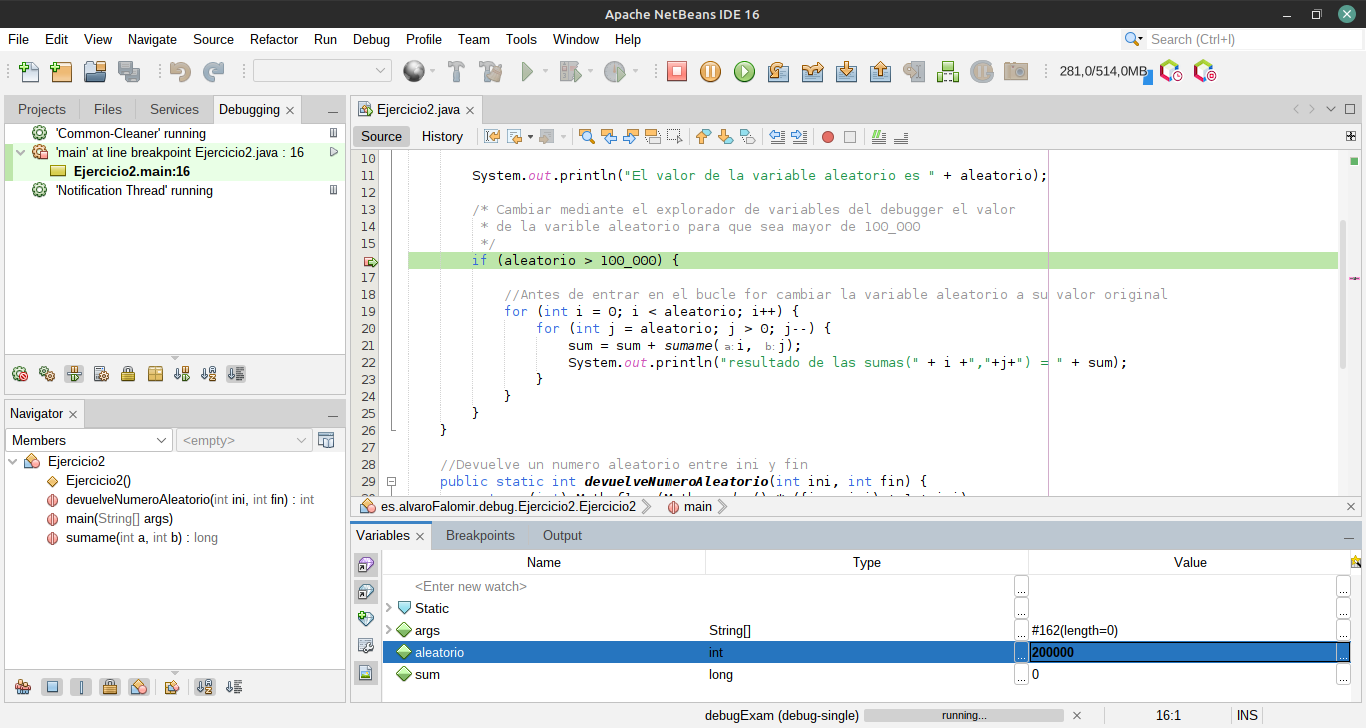 Apache NetBeans IDE 16
File Edit View Navigate Source Refactor Run Debug Profile Team Tools Window Help
Search (Ctrl+I)
281,0/514,0MB
Projects Files Services Debugging
'Common-Cleaner' running
'main' at line breakpoint Ejercicio2.java : 16
Ejercicio2.main:16
'Notification Thread' running
Navigator
Members <empty>
Ejercicio2
Ejercicio2()
devuelveNumeroAleatorio(int ini, int fin) : int
main(String[] args)
sumame(int a, int b) : long
Ejercicio2.java
Source History
10
11 System.out.println("El valor de la variable aleatorio es " + aleatorio);
12
13 /* Cambiar mediante el explorador de variables del debugger el valor
14 * de la varible aleatorio para que sea mayor de 100_000
15 */
if (aleatorio > 100_000) {
17
18 //Antes de entrar en el bucle for cambiar la variable aleatorio a su valor original
19 for (int i = 0; i < aleatorio; i++) {
20 for (int j = aleatorio; j > 0; j--) {
21 sum = sum + sumame( a: i, b: j);
22 System.out.println("resultado de las sumas(" + i +","+j+") = " + sum);
23 }
24 }
25 }
26 }
27
28 //Devuelve un numero aleatorio entre ini y fin
29 public static int devuelveNumeroAleatorio(int ini, int fin) {
es.alvaroFalomir.debug.Ejercicio2.Ejercicio2 main
Variables Breakpoints Output
Name Type Value
<Enter new watch> ... ...
Static ... ...
args String[] ... #162(length=0) ...
aleatorio int ... 200000 ...
sum long ... 0 ...
debugExam (debug-single) running... 16:1 INS